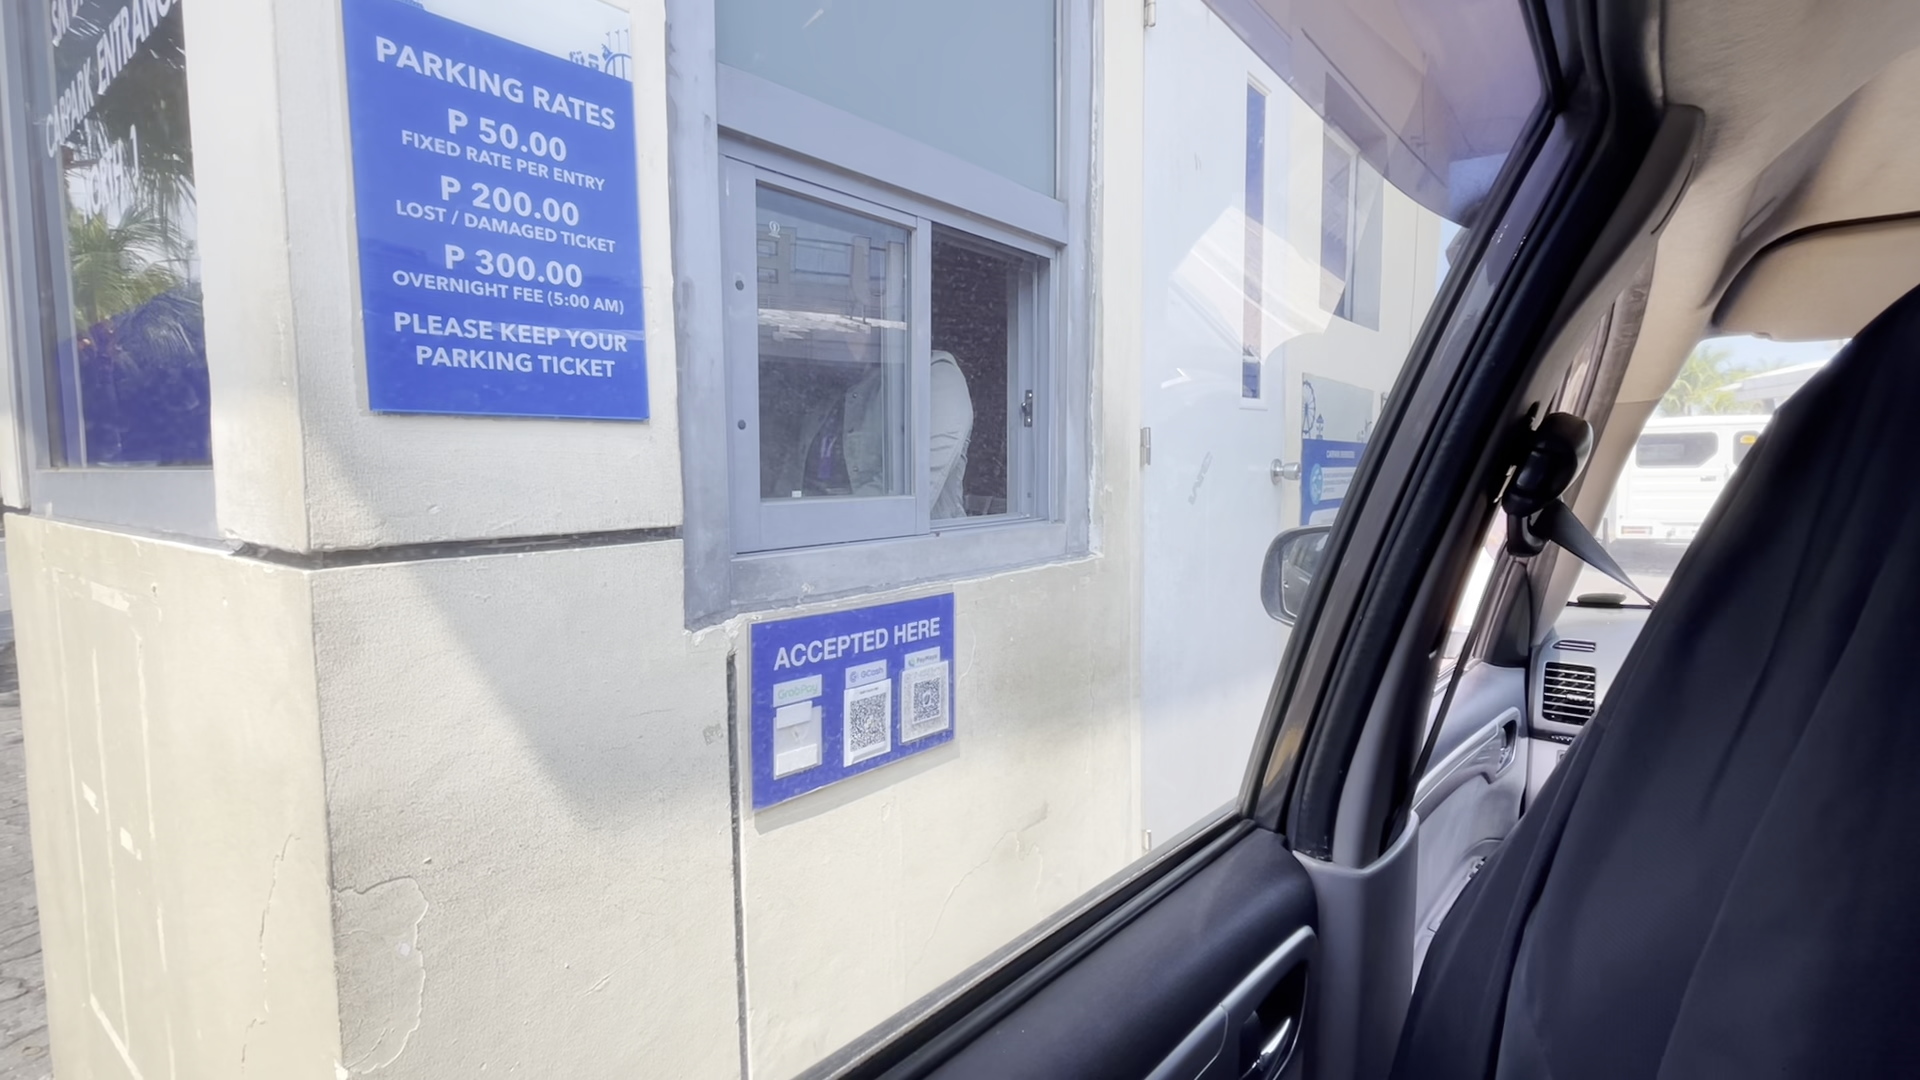 CARPARK ENTRANCE
PARKING RATES
P 50.00
FIXED RATE PER ENTRY
P 200.00
LOST / DAMAGED TICKET
P 300.00
OVERNIGHT FEE (5:00 AM)
PLEASE KEEP YOUR
PARKING TICKET
ACCEPTED HERE
GrabPay
GCash
PayMaya